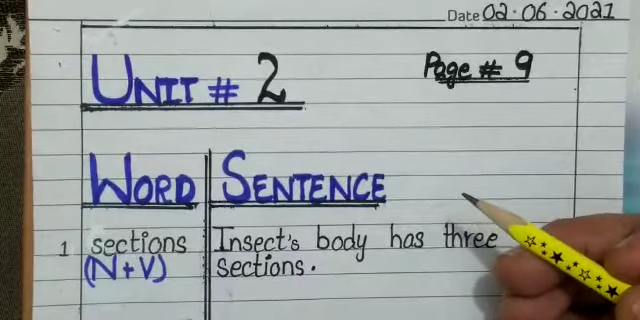 Date 02.06.2021
UNIT # 2
Page # 9
WORD SENTENCE
1 sections Insect's body has three
(N+V) sections.